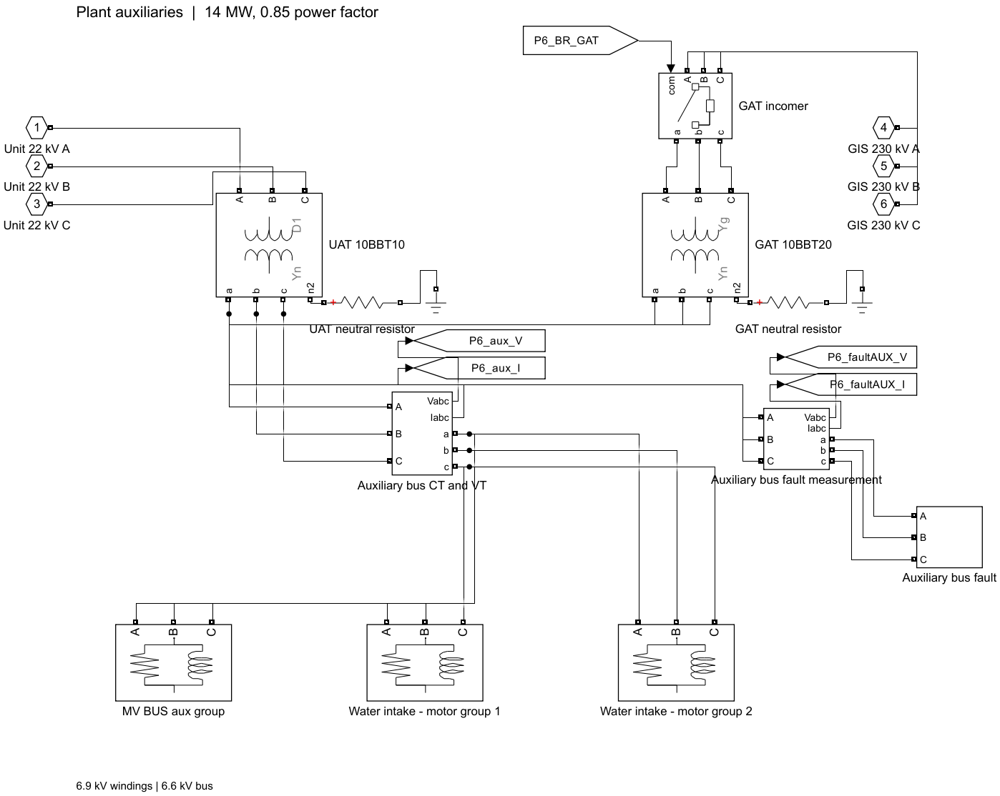 Plant auxiliaries | 14 MW, 0.85 power factor
P6_BR_GAT
com
A
B
C
GAT incomer
a
b
c
1
Unit 22 kV A
2
Unit 22 kV B
3
Unit 22 kV C
4
GIS 230 kV A
5
GIS 230 kV B
6
GIS 230 kV C
A
B
C
D1
Yn
UAT 10BBT10
a
b
c
n2
+
UAT neutral resistor
A
B
C
Yg
Yn
GAT 10BBT20
a
b
c
n2
+
GAT neutral resistor
P6_aux_V
P6_aux_I
P6_faultAUX_V
P6_faultAUX_I
A
B
C
Vabc
Iabc
a
b
c
Auxiliary bus CT and VT
A
B
C
Vabc
Iabc
a
b
c
Auxiliary bus fault measurement
A
B
C
Auxiliary bus fault
A
B
C
MV BUS aux group
A
B
C
Water intake - motor group 1
A
B
C
Water intake - motor group 2
6.9 kV windings | 6.6 kV bus